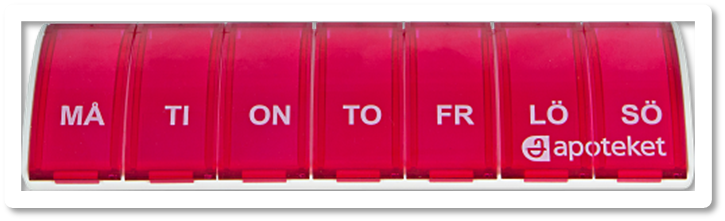 MÅ TI ON TO FR LÖ SÖ
apoteket